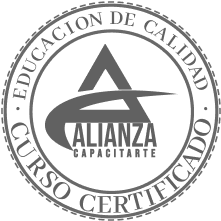 · EDUCACION DE CALIDAD ·
ALIANZA
CAPACITARTE
CURSO CERTIFICADO